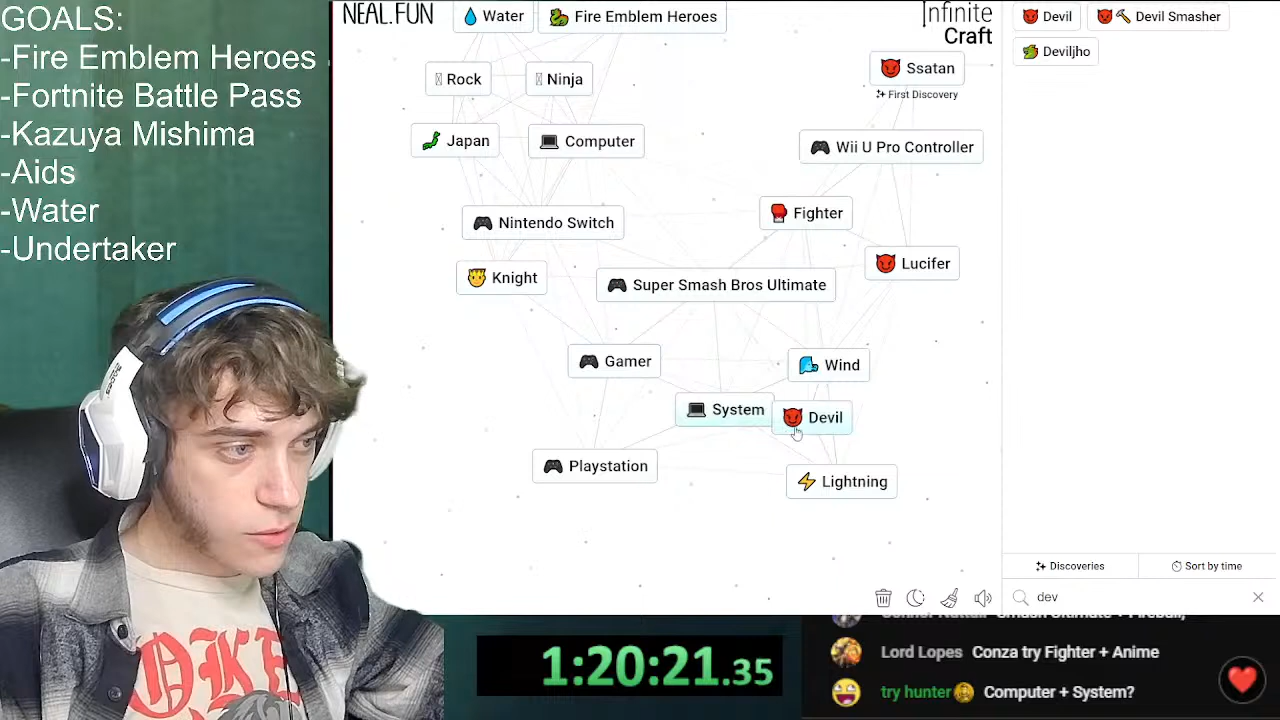 GOALS:
-Fire Emblem Heroes
-Fortnite Battle Pass
-Kazuya Mishima
-Aids
-Water
-Undertaker
NEAL.FUN
Water
Fire Emblem Heroes
Infinite
Craft
Rock
Ninja
Ssatan
First Discovery
Japan
Computer
Wii U Pro Controller
Nintendo Switch
Fighter
Knight
Super Smash Bros Ultimate
Lucifer
Gamer
Wind
System
Devil
Playstation
Lightning
Devil
Devil Smasher
Deviljho
Discoveries
Sort by time
dev
1:20:21.35
Lord Lopes Conza try Fighter + Anime
try hunter Computer + System?